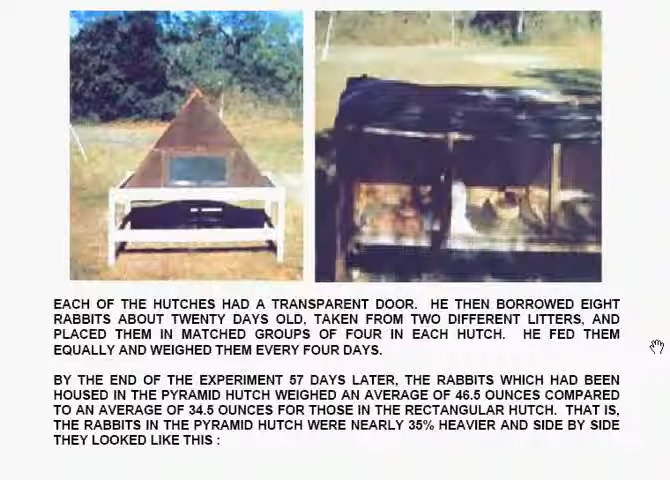 EACH OF THE HUTCHES HAD A TRANSPARENT DOOR. HE THEN BORROWED EIGHT
RABBITS ABOUT TWENTY DAYS OLD, TAKEN FROM TWO DIFFERENT LITTERS, AND
PLACED THEM IN MATCHED GROUPS OF FOUR IN EACH HUTCH. HE FED THEM
EQUALLY AND WEIGHED THEM EVERY FOUR DAYS.
BY THE END OF THE EXPERIMENT 57 DAYS LATER, THE RABBITS WHICH HAD BEEN
HOUSED IN THE PYRAMID HUTCH WEIGHED AN AVERAGE OF 46.5 OUNCES COMPARED
TO AN AVERAGE OF 34.5 OUNCES FOR THOSE IN THE RECTANGULAR HUTCH. THAT IS,
THE RABBITS IN THE PYRAMID HUTCH WERE NEARLY 35% HEAVIER AND SIDE BY SIDE
THEY LOOKED LIKE THIS :